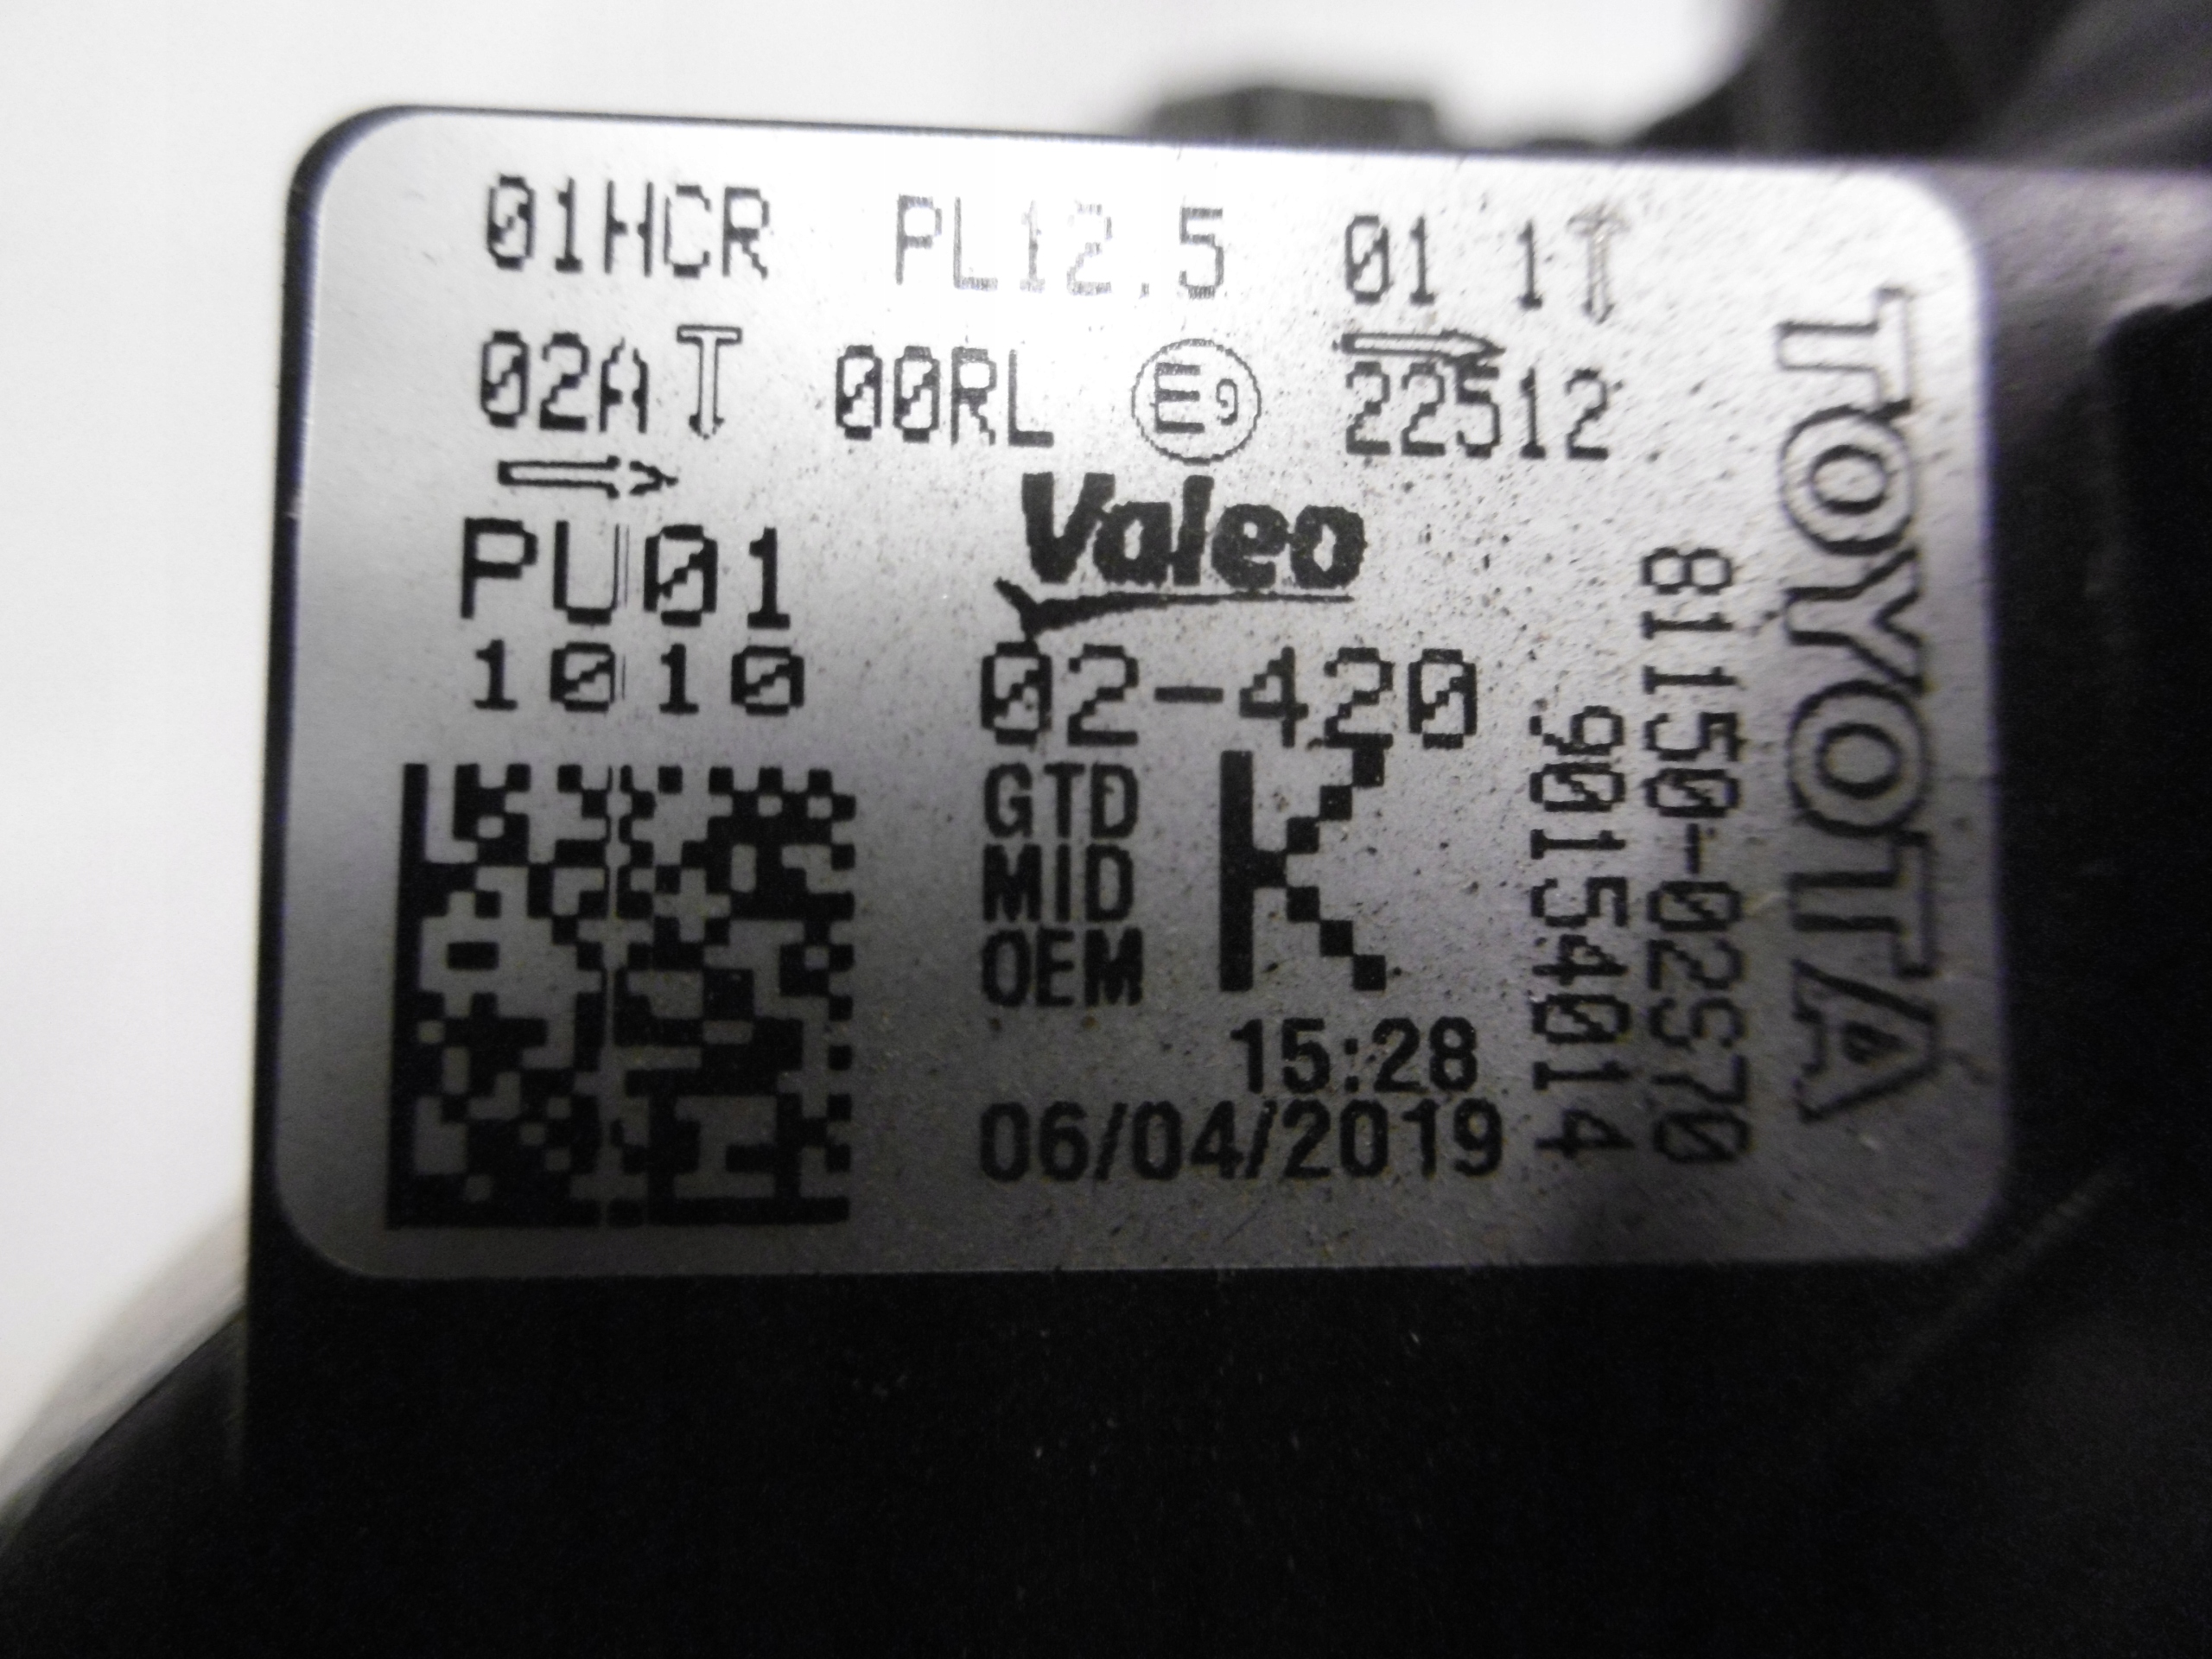 01HCR PL12.5 01 1
02A 00RL E9 22512
PU01
1010
Valeo
02-420
GTD
MID
OEM
K
15:28
06/04/2019
90154014
81150-02S70
TOYOTA